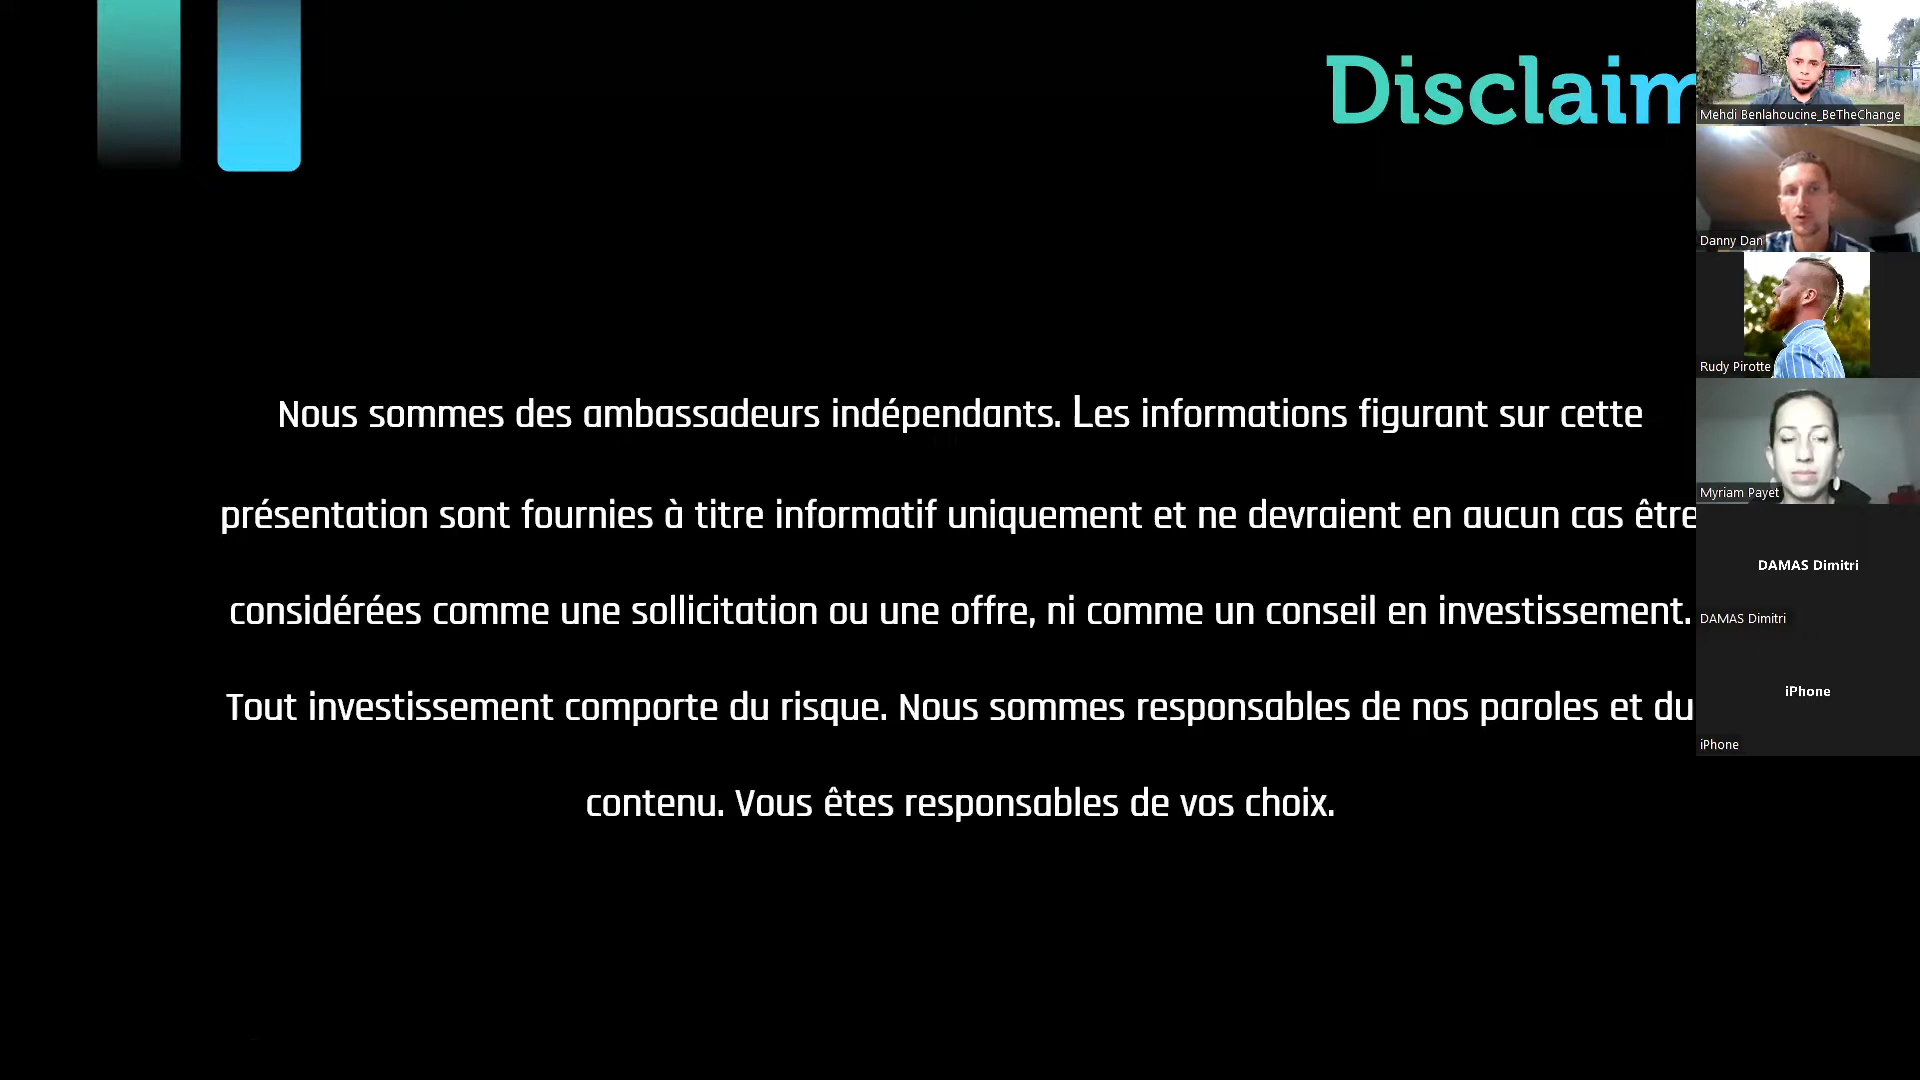 Disclaim
Nous sommes des ambassadeurs indépendants. Les informations figurant sur cette
présentation sont fournies à titre informatif uniquement et ne devraient en aucun cas être
considérées comme une sollicitation ou une offre, ni comme un conseil en investissement.
Tout investissement comporte du risque. Nous sommes responsables de nos paroles et du
contenu. Vous êtes responsables de vos choix.
Mehdi Benlahoucine_BeTheChange
Danny Dan
Rudy Pirotte
Myriam Payet
DAMAS Dimitri
DAMAS Dimitri
iPhone
iPhone